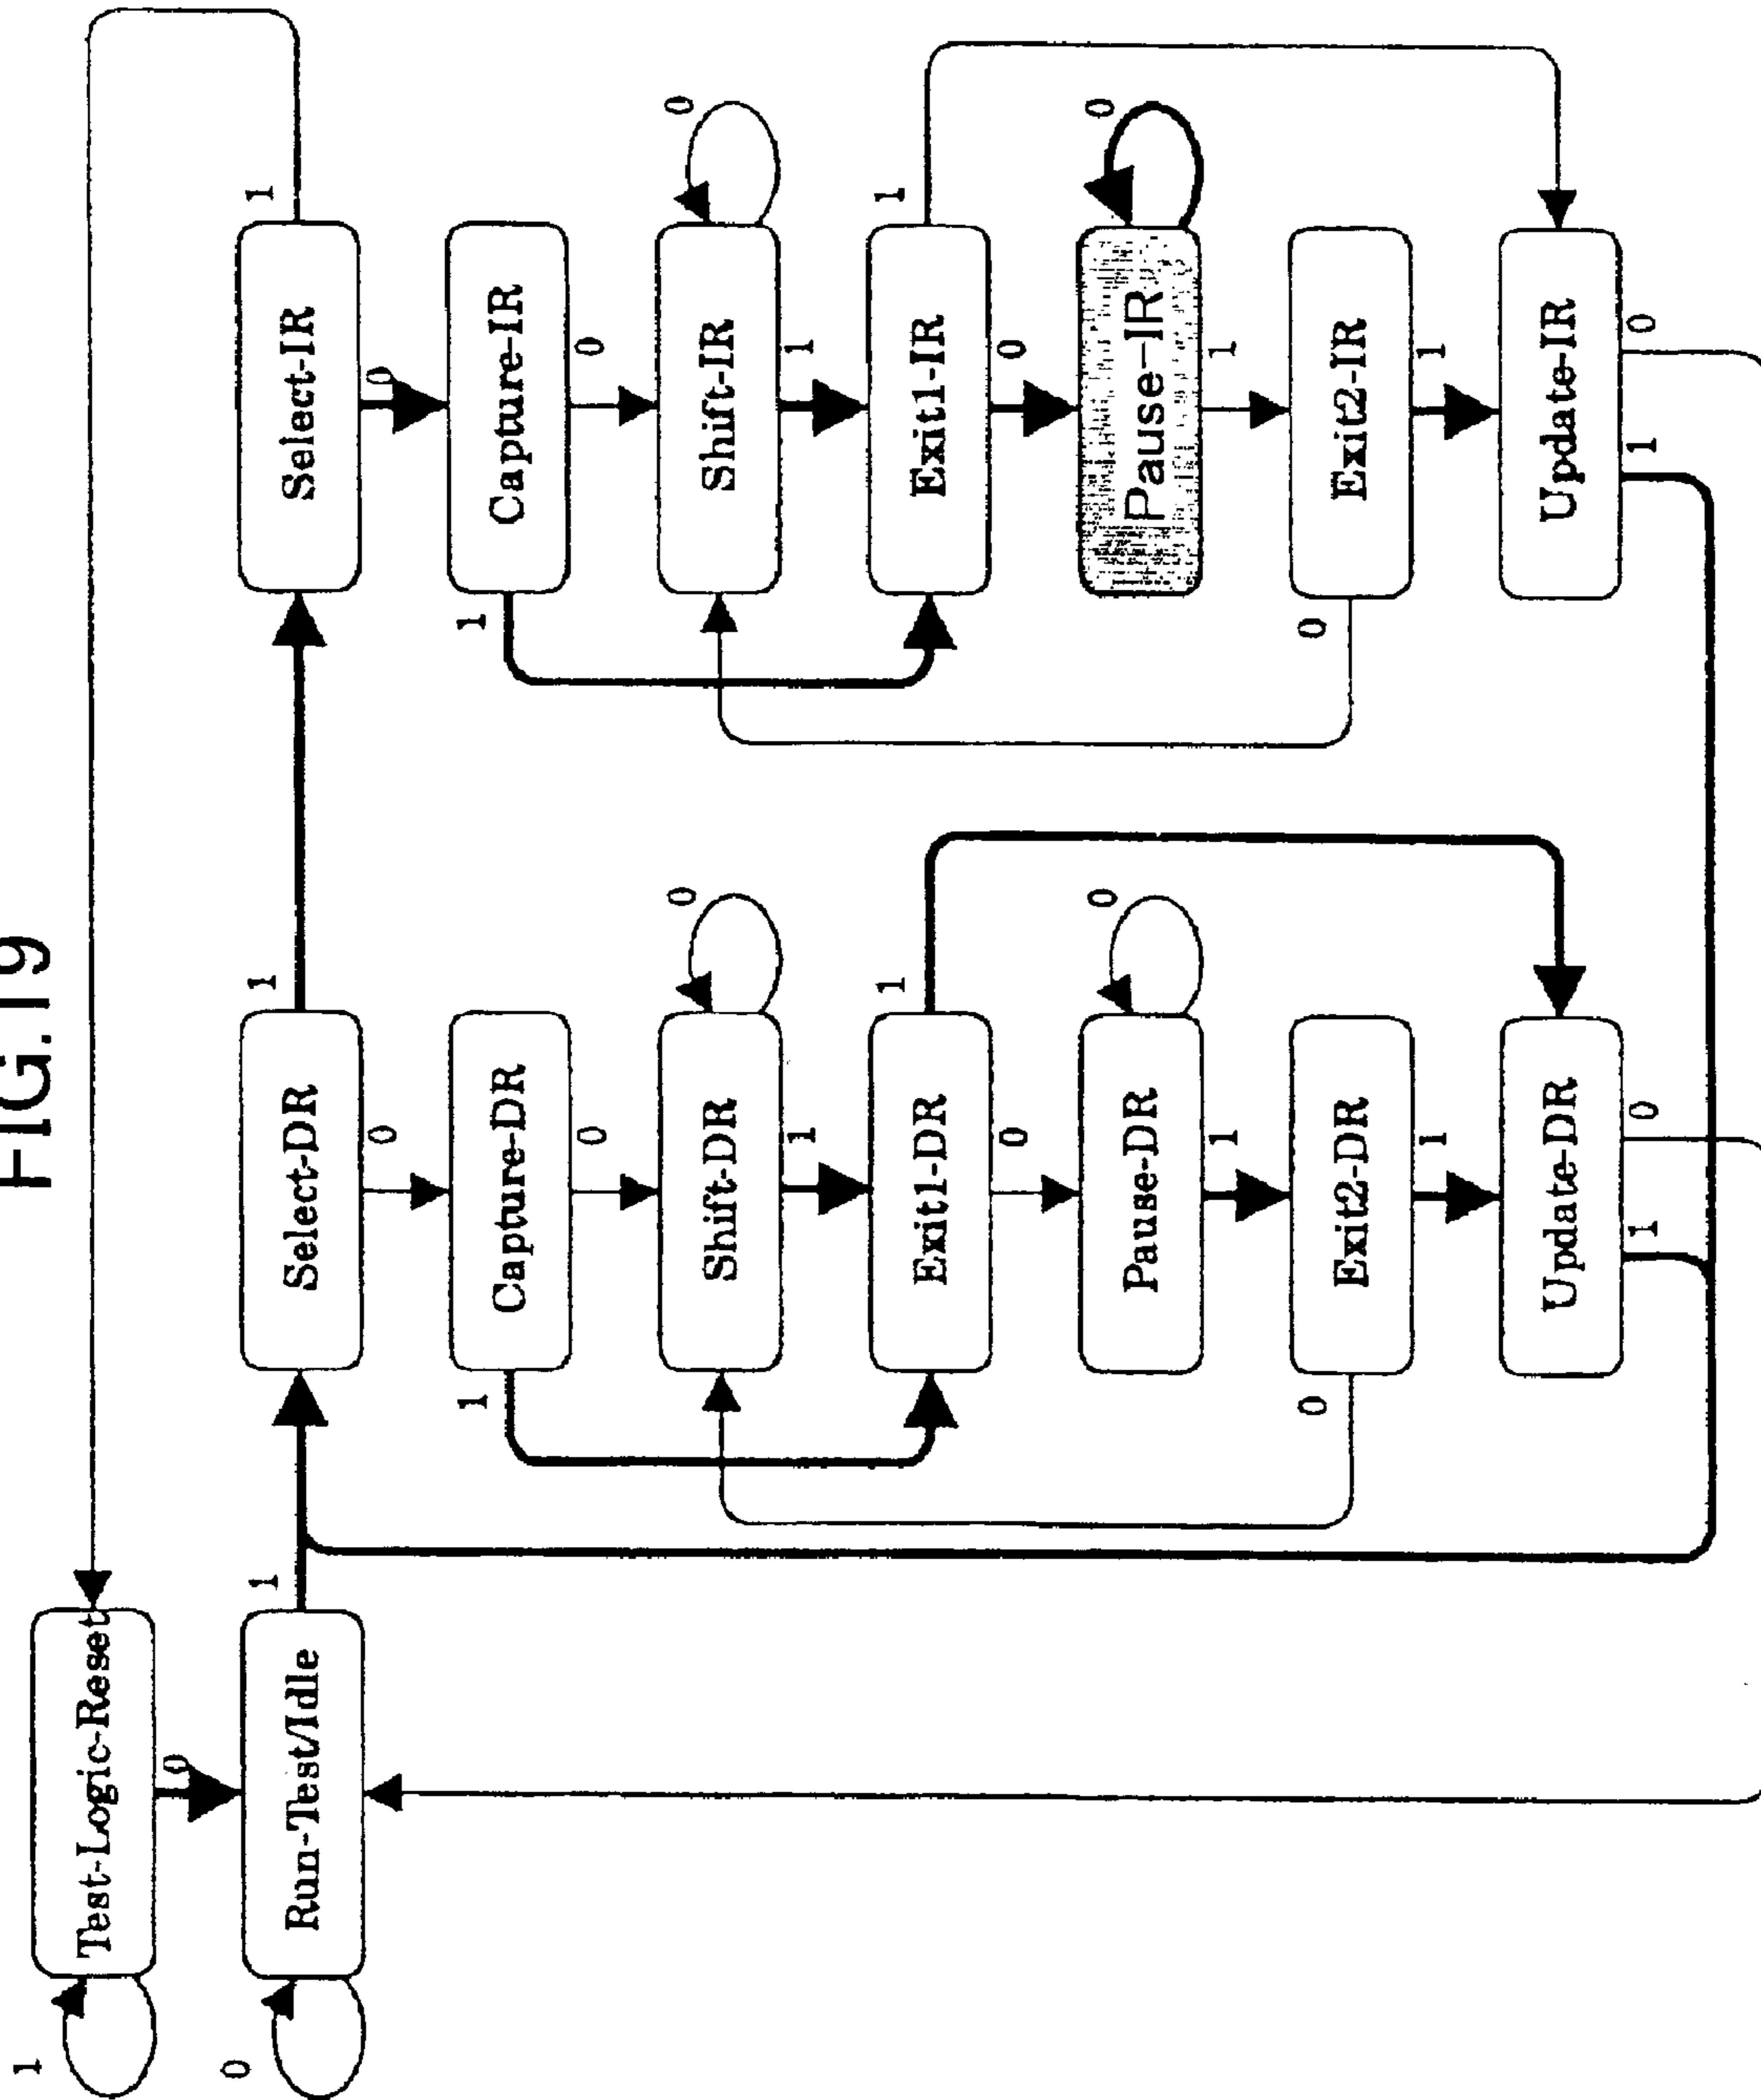 FIG.19
1
Test-Logic-Reset
0
0
Run-Test/Idle
1
Select-DR
1
0
Capture-DR
1
0
Shift-DR
0
1
Exit1-DR
1
0
Pause-DR
0
1
Exit2-DR
0
1
Update-DR
1
0
Select-IR
1
0
Capture-IR
1
0
Shift-IR
0
1
Exit1-IR
1
0
Pause-IR
0
1
Exit2-IR
0
1
Update-IR
1
0